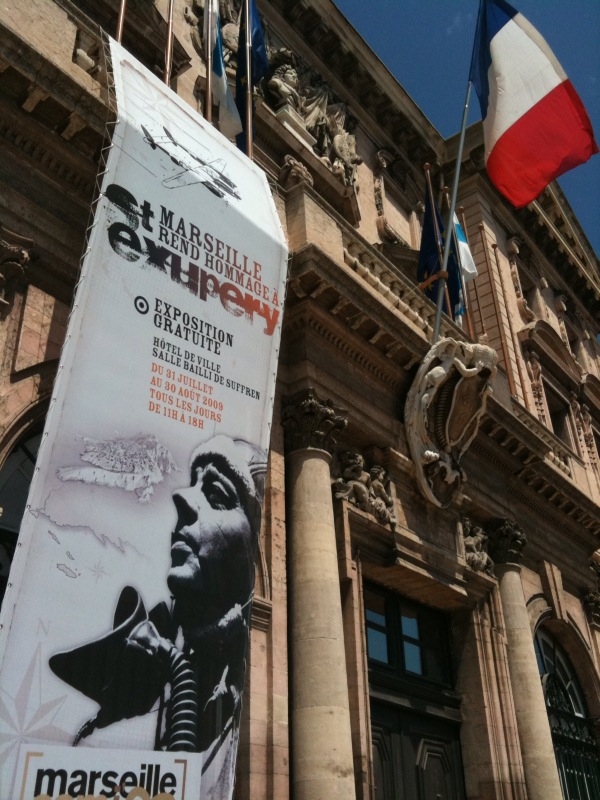 MARSEILLE
REND HOMMAGE À
St exupery
EXPOSITION
GRATUITE
HÔTEL DE VILLE
SALLE BAILLI DE SUFFREN
DU 31 JUILLET
AU 30 AOÛT 2009
TOUS LES JOURS
DE 11H À 18H
N
marseille